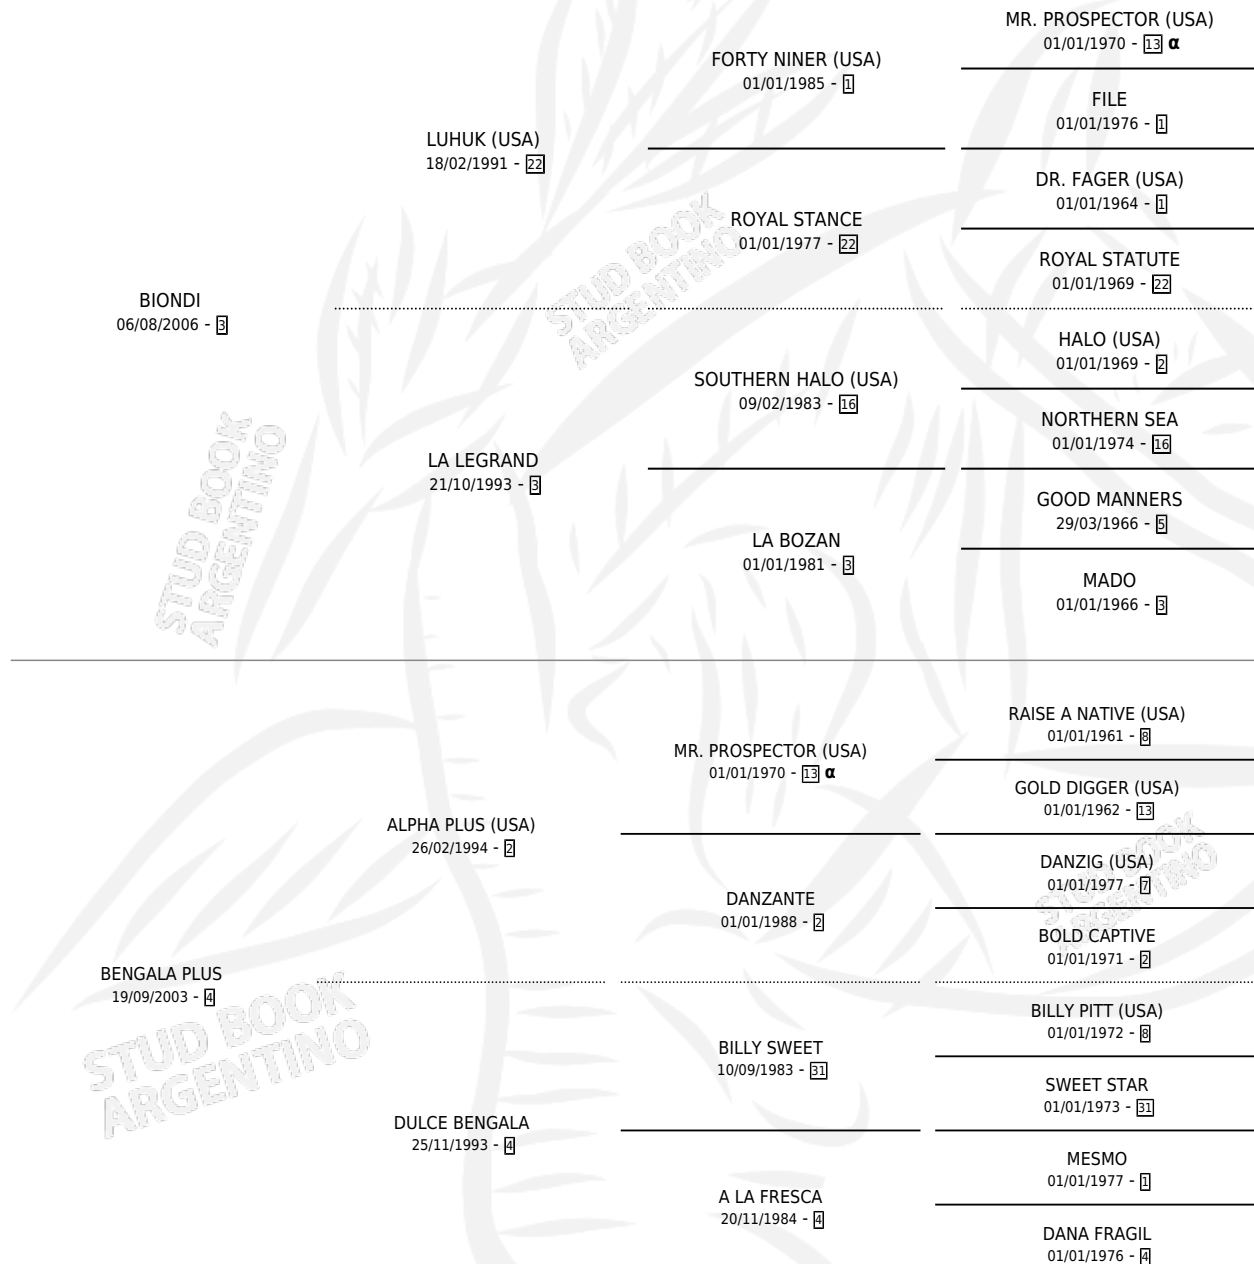 MR. PROSPECTOR (USA)
01/01/1970 - 13 α
FORTY NINER (USA)
01/01/1985 - 1
FILE
01/01/1976 - 1
LUHUK (USA)
18/02/1991 - 22
DR. FAGER (USA)
01/01/1964 - 1
ROYAL STANCE
01/01/1977 - 22
ROYAL STATUTE
01/01/1969 - 22
BIONDI
06/08/2006 - 3
HALO (USA)
01/01/1969 - 2
SOUTHERN HALO (USA)
09/02/1983 - 16
NORTHERN SEA
01/01/1974 - 16
LA LEGRAND
21/10/1993 - 3
GOOD MANNERS
29/03/1966 - 5
LA BOZAN
01/01/1981 - 3
MADO
01/01/1966 - 3
RAISE A NATIVE (USA)
01/01/1961 - 8
MR. PROSPECTOR (USA)
01/01/1970 - 13 α
GOLD DIGGER (USA)
01/01/1962 - 13
ALPHA PLUS (USA)
26/02/1994 - 2
DANZIG (USA)
01/01/1977 - 7
DANZANTE
01/01/1988 - 2
BOLD CAPTIVE
01/01/1971 - 2
BENGALA PLUS
19/09/2003 - 4
BILLY PITT (USA)
01/01/1972 - 8
BILLY SWEET
10/09/1983 - 31
SWEET STAR
01/01/1973 - 31
DULCE BENGALA
25/11/1993 - 4
MESMO
01/01/1977 - 1
A LA FRESCA
20/11/1984 - 4
DANA FRAGIL
01/01/1976 - 4
STUD BOOK
ARGENTINO
STUD BOOK
ARGENTINO
STUD BOOK
ARGENTINO
STUD BOOK
ARGENTINO